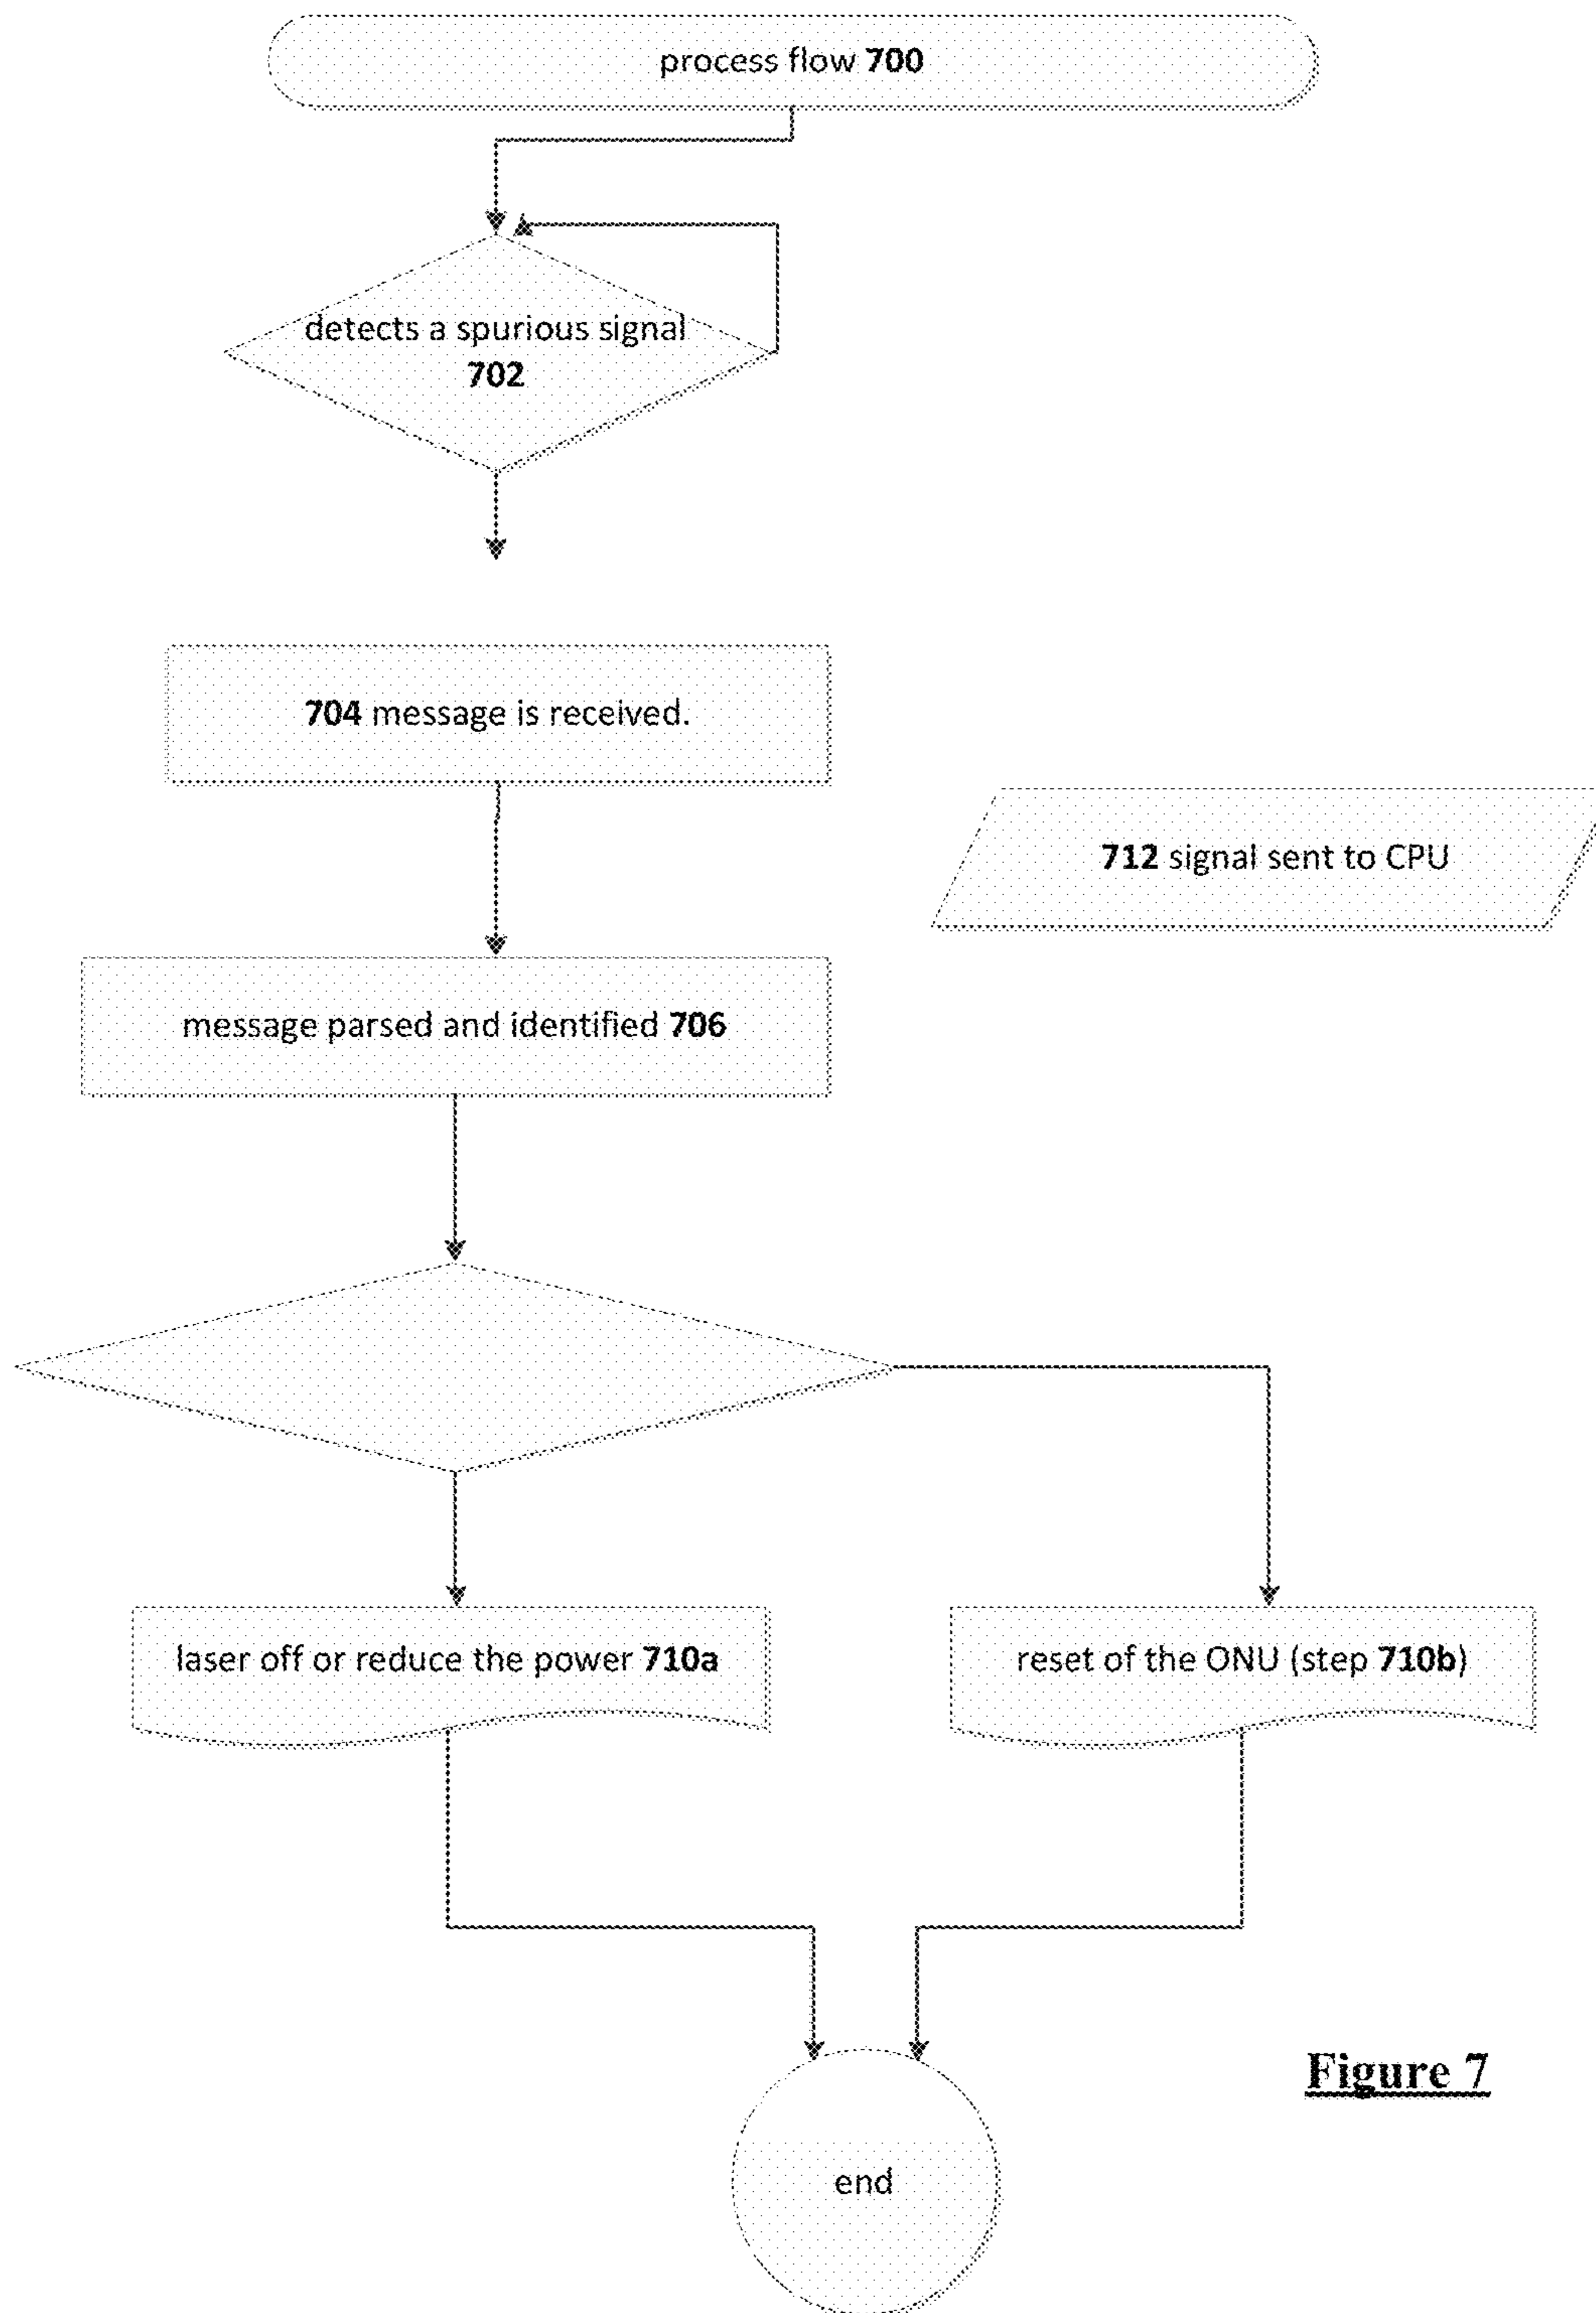 process flow 700
detects a spurious signal
702
704 message is received.
712 signal sent to CPU
message parsed and identified 706
laser off or reduce the power 710a
reset of the ONU (step 710b)
Figure 7
end